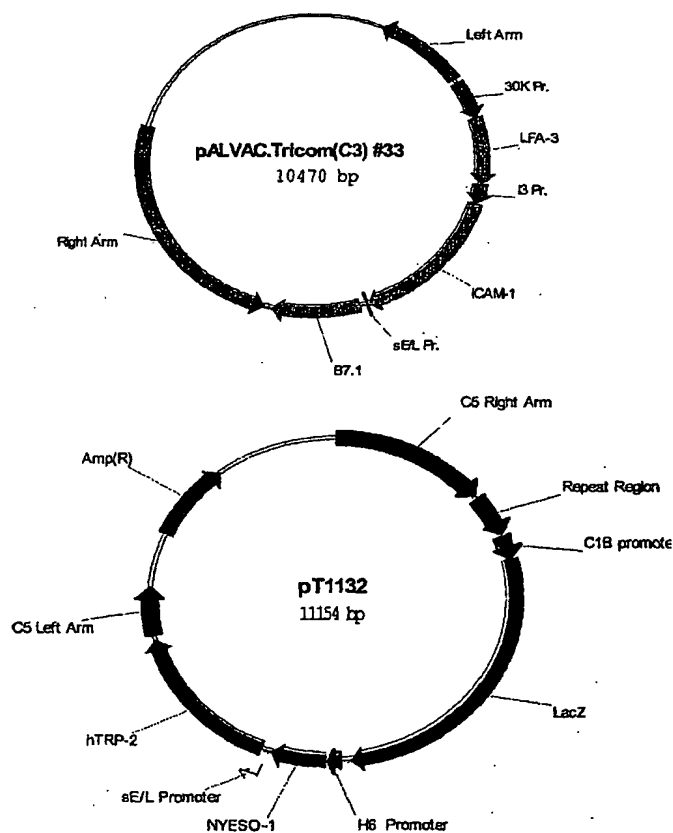 Left Arm
30K Pr.
LFA-3
pALVAC.Tricom(C3) #33
10470 bp
I3 Pr.
Right Arm
ICAM-1
sE/L Pr.
B7.1
C5 Right Arm
Amp(R)
Repeat Region
C1B promote
pT1132
11154 bp
C5 Left Arm
LacZ
hTRP-2
sE/L Promoter
NYESO-1
H6 Promoter